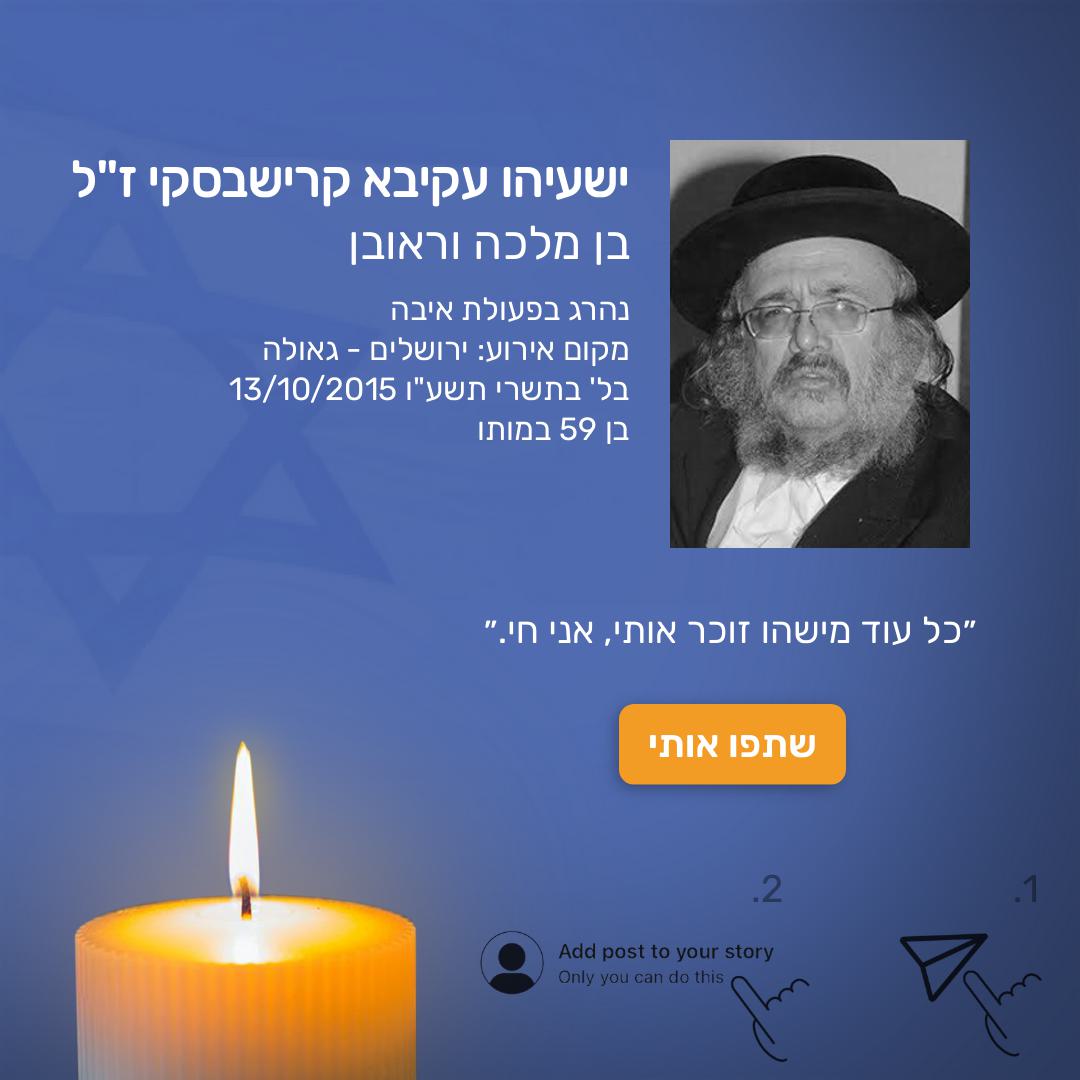 ישעיהו עקיבא קרישבסקי ז"ל
בן מלכה וראובן
נהרג בפעולת איבה
מקום אירוע: ירושלים - גאולה
בל' בתשרי תשע"ו 13/10/2015
בן 59 במותו
״כל עוד מישהו זוכר אותי, אני חי.״
שתפו אותי
1.
2.
Add post to your story
Only you can do this